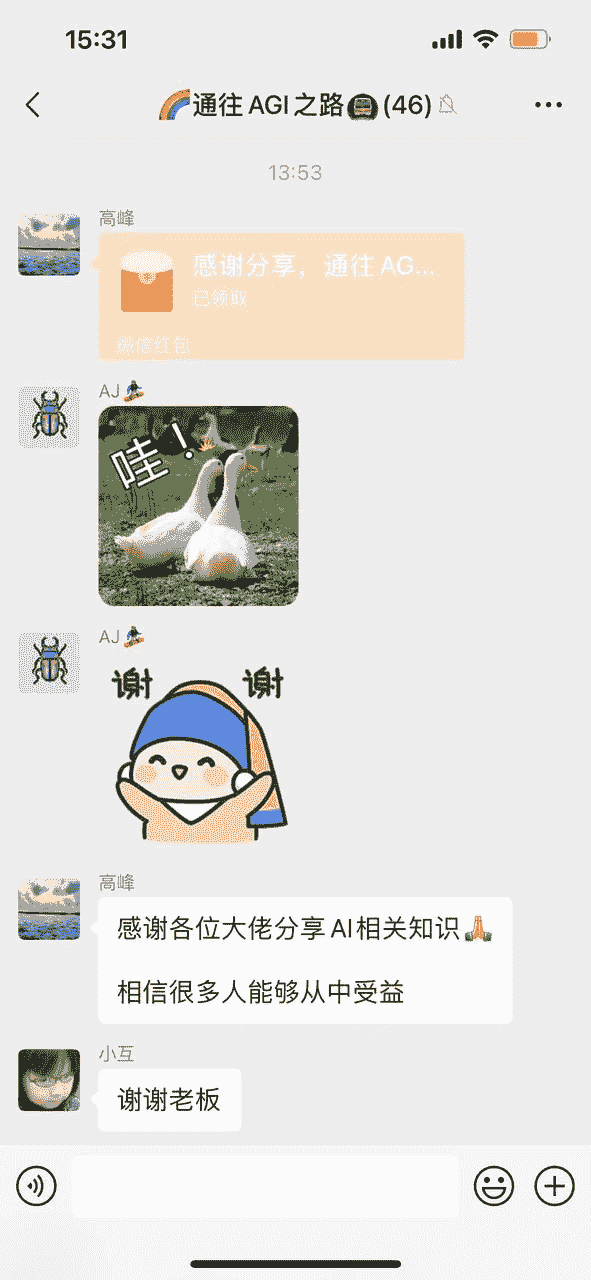 15:31
🌈通往 AGI 之路🚇(46)
13:53
高峰
感谢分享，通往 AG...
已领取
微信红包
AJ🏂
哇！
AJ🏂
谢 谢
高峰
感谢各位大佬分享 AI 相关知识🙏
相信很多人能够从中受益
小互
谢谢老板